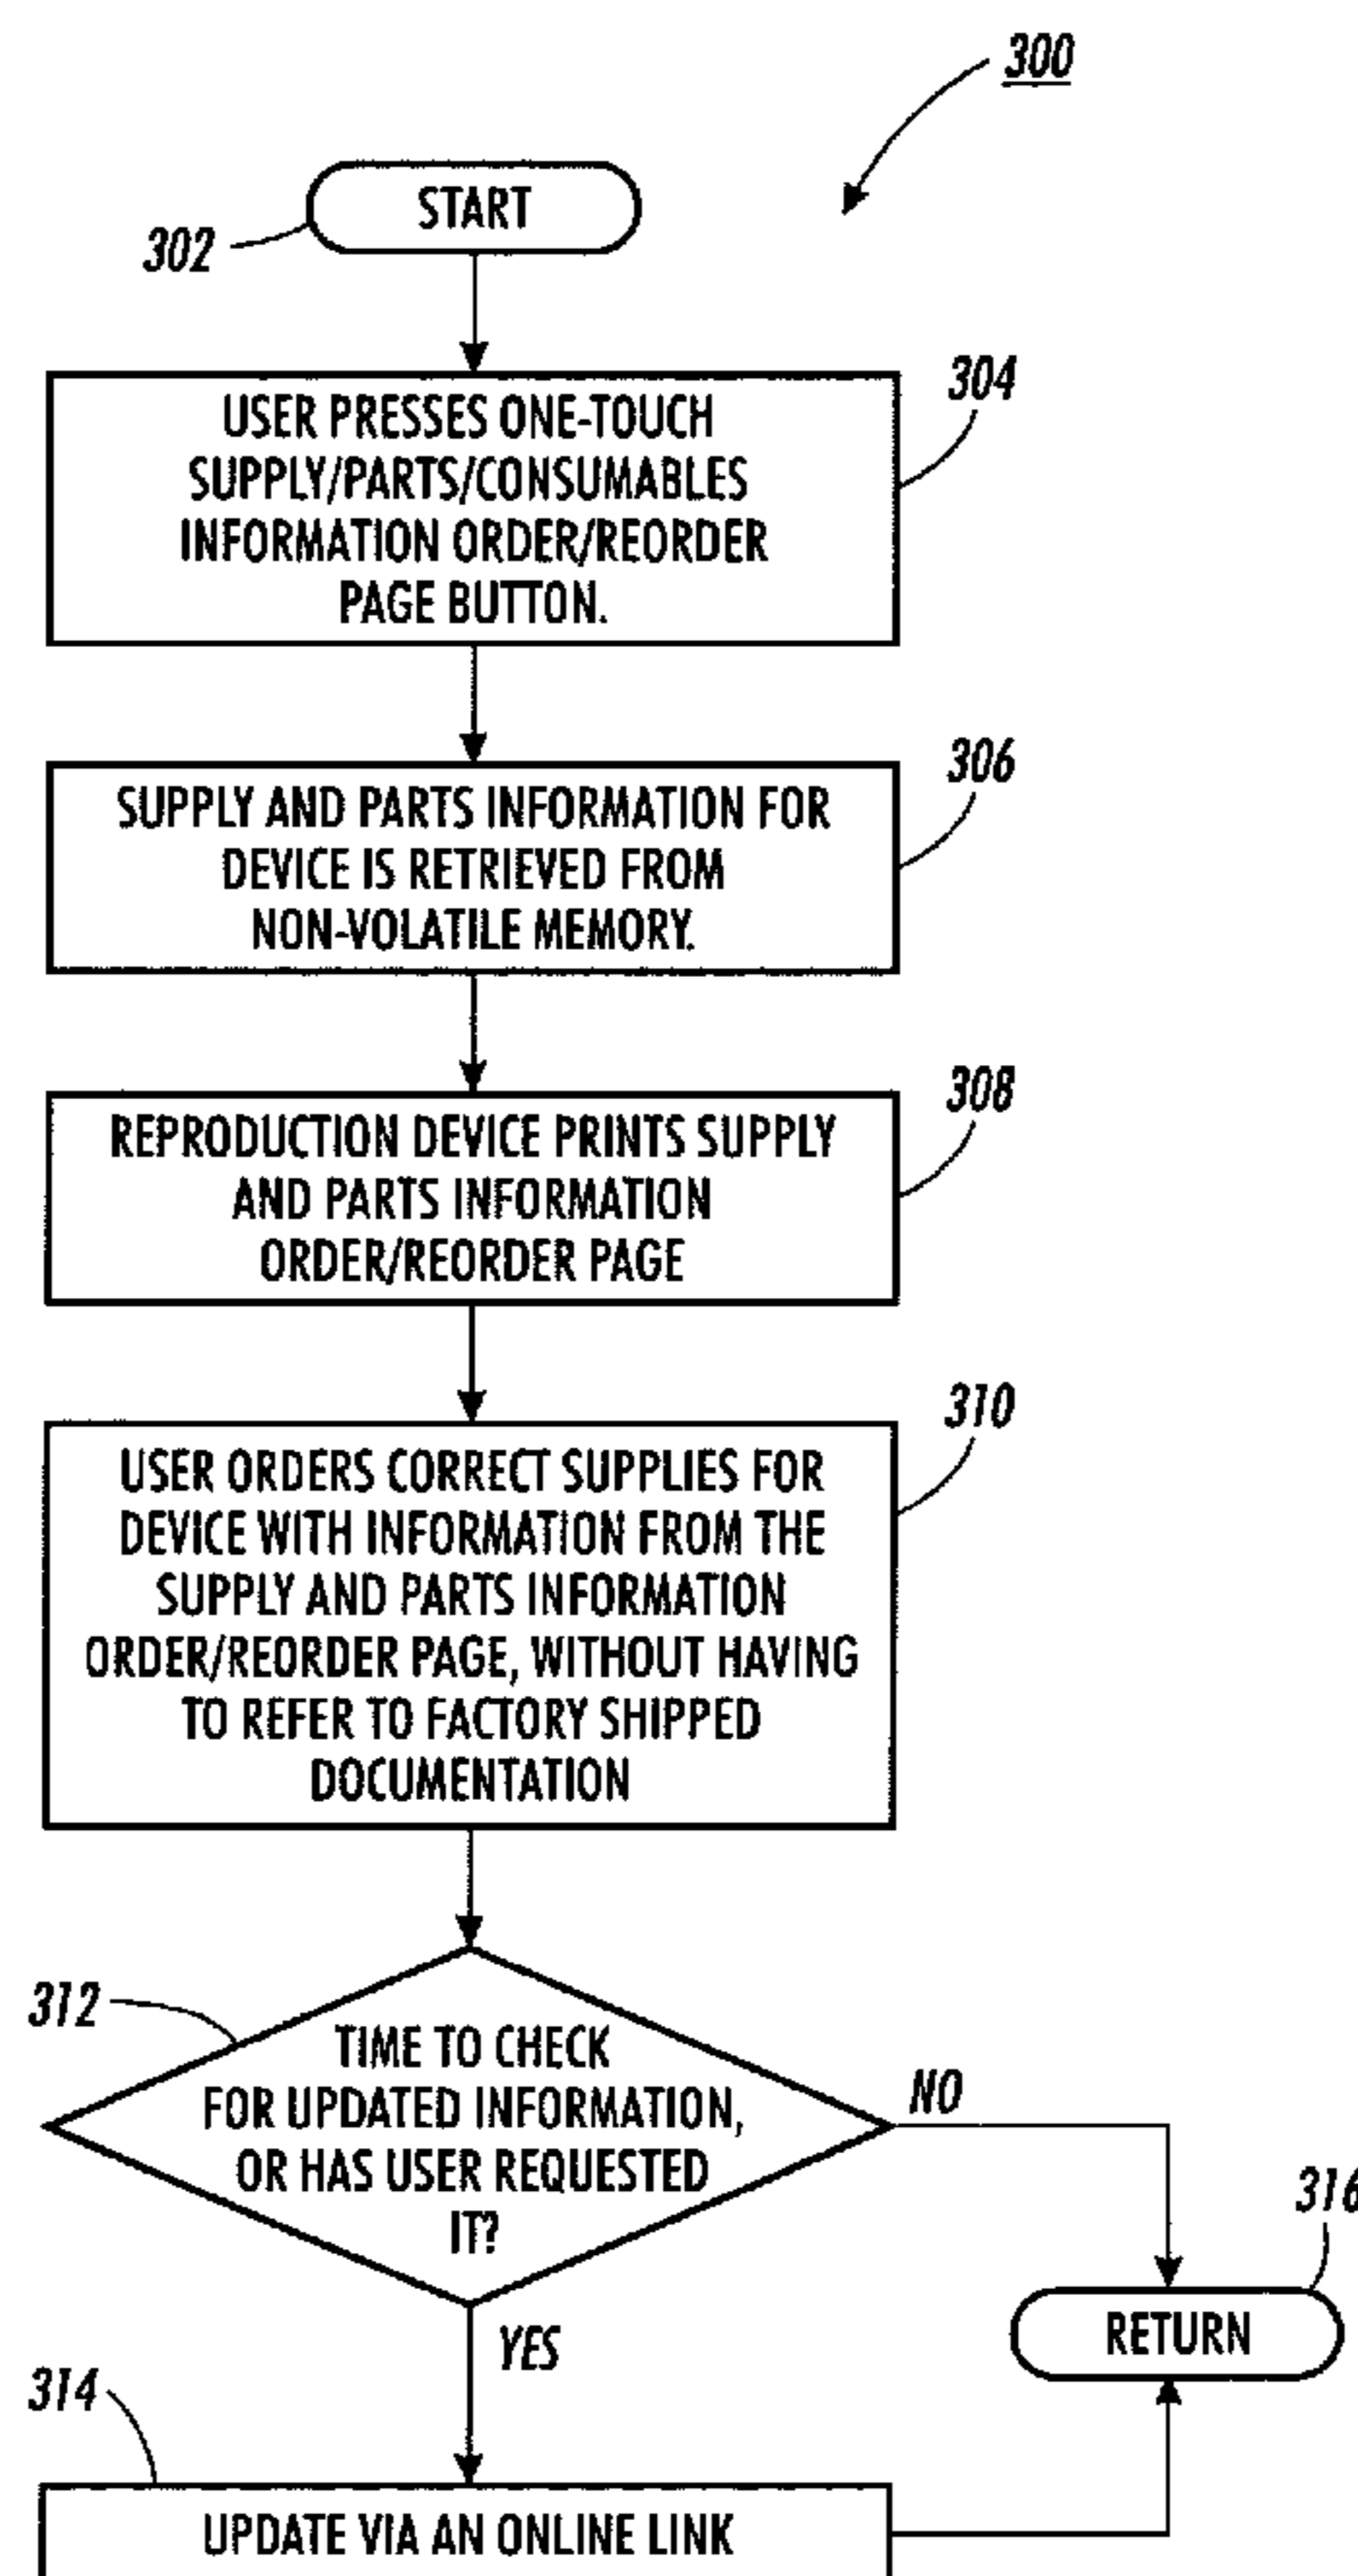 300
START
302
304
USER PRESSES ONE-TOUCH
SUPPLY/PARTS/CONSUMABLES
INFORMATION ORDER/REORDER
PAGE BUTTON.
306
SUPPLY AND PARTS INFORMATION FOR
DEVICE IS RETRIEVED FROM
NON-VOLATILE MEMORY.
308
REPRODUCTION DEVICE PRINTS SUPPLY
AND PARTS INFORMATION
ORDER/REORDER PAGE
310
USER ORDERS CORRECT SUPPLIES FOR
DEVICE WITH INFORMATION FROM THE
SUPPLY AND PARTS INFORMATION
ORDER/REORDER PAGE, WITHOUT HAVING
TO REFER TO FACTORY SHIPPED
DOCUMENTATION
312
TIME TO CHECK
FOR UPDATED INFORMATION,
OR HAS USER REQUESTED
IT?
NO
316
RETURN
YES
314
UPDATE VIA AN ONLINE LINK